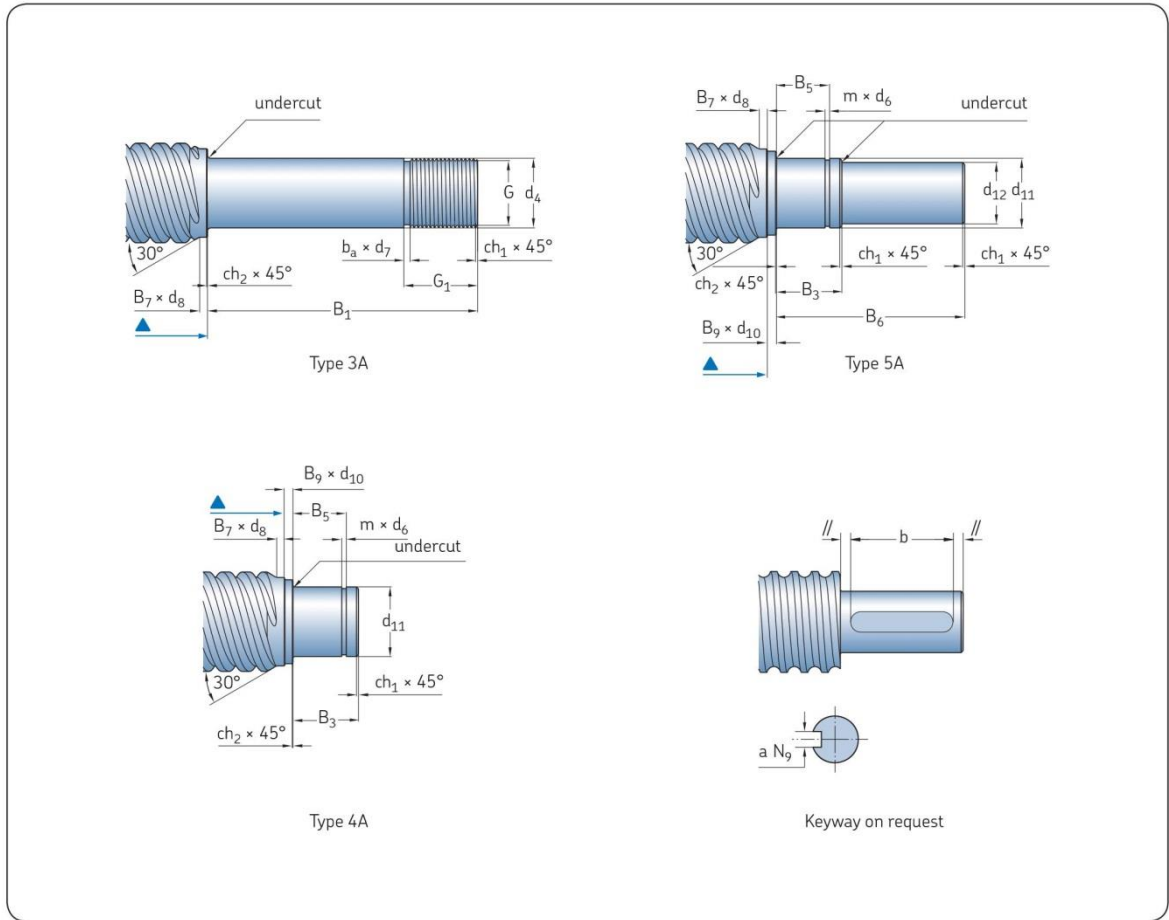 undercut
G d₄
30°
bₐ × d₇
ch₁ × 45°
ch₂ × 45°
G₁
B₇ × d₈
B₁
Type 3A
B₅
B₇ × d₈
m × d₆
undercut
d₁₂ d₁₁
30°
ch₁ × 45°
ch₁ × 45°
ch₂ × 45°
B₃
B₆
B₉ × d₁₀
Type 5A
B₉ × d₁₀
B₅
B₇ × d₈
m × d₆
undercut
d₁₁
30°
ch₁ × 45°
B₃
ch₂ × 45°
Type 4A
// b //
a N₉
Keyway on request